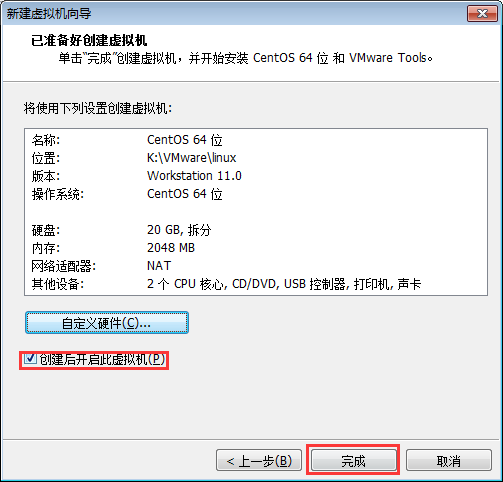 新建虚拟机向导
已准备好创建虚拟机
单击“完成”创建虚拟机，并开始安装 CentOS 64 位 和 VMware Tools。
将使用下列设置创建虚拟机:
名称: CentOS 64 位
位置: K:\VMware\linux
版本: Workstation 11.0
操作系统: CentOS 64 位
硬盘: 20 GB, 拆分
内存: 2048 MB
网络适配器: NAT
其他设备: 2 个 CPU 核心, CD/DVD, USB 控制器, 打印机, 声卡
自定义硬件(C)...
创建后开启此虚拟机(P)
< 上一步(B) 完成 取消